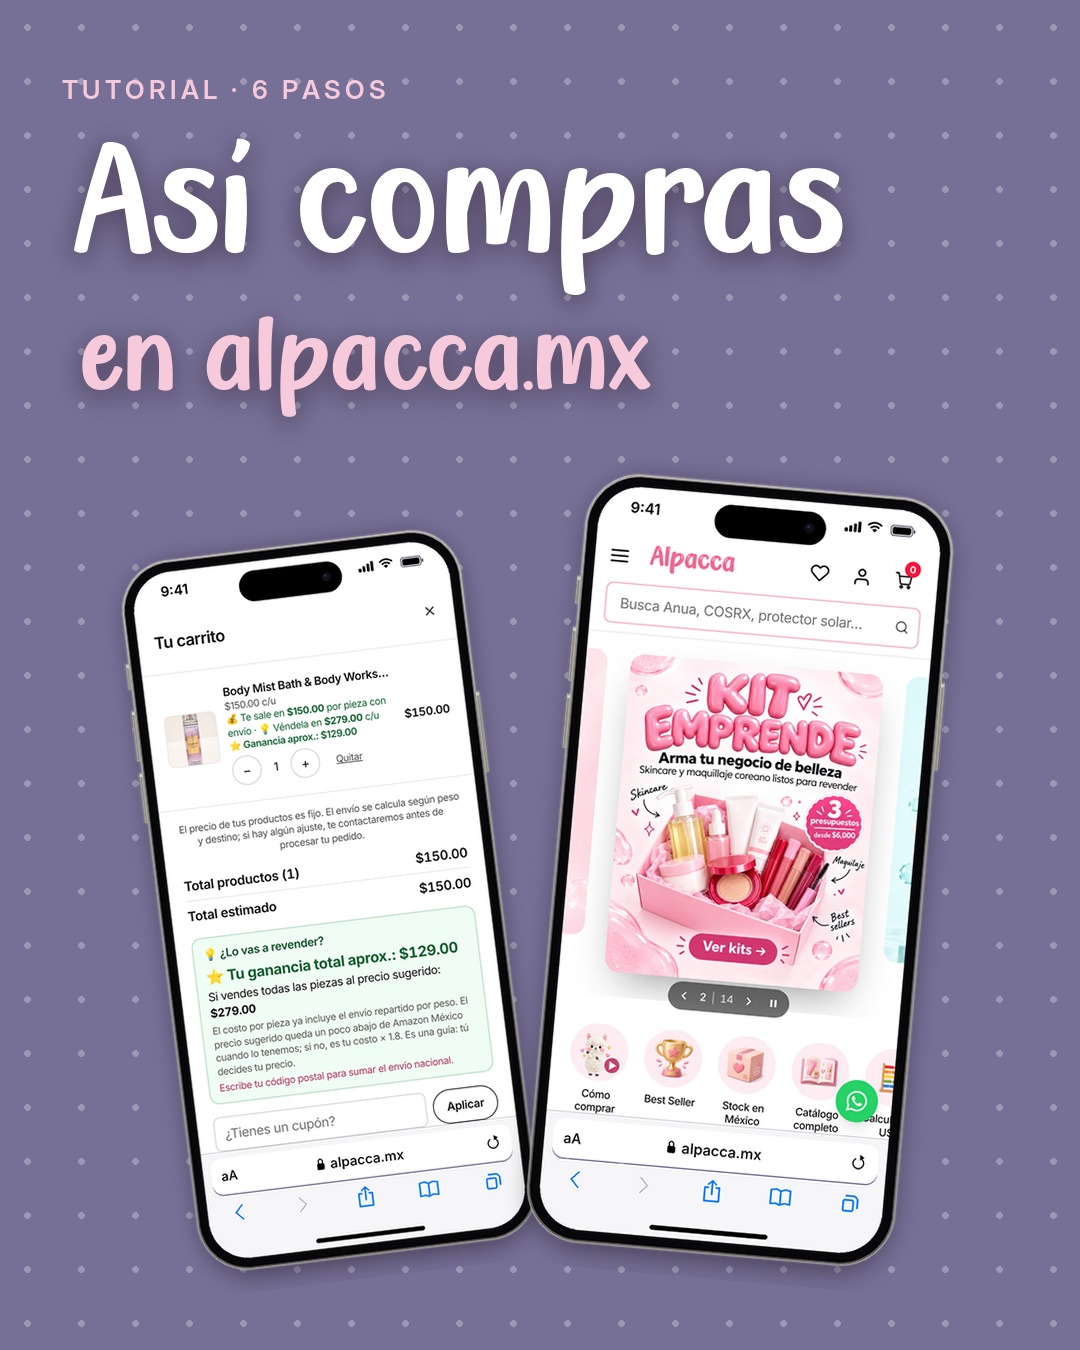 TUTORIAL · 6 PASOS
Así compras
en alpacca.mx
9:41
Tu carrito
Body Mist Bath & Body Works...
$150.00 c/u
💰 Te sale en $150.00 por pieza con
envío · 💡 Véndela en $279.00 c/u
⭐ Ganancia aprox.: $129.00
$150.00
− 1 + Quitar
El precio de tus productos es fijo. El envío se calcula según peso
y destino; si hay algún ajuste, te contactaremos antes de
procesar tu pedido.
Total productos (1) $150.00
Total estimado $150.00
💡 ¿Lo vas a revender?
⭐ Tu ganancia total aprox.: $129.00
Si vendes todas las piezas al precio sugerido:
$279.00
El costo por pieza ya incluye el envío repartido por peso. El
precio sugerido queda un poco abajo de Amazon México
cuando lo tenemos; si no, es tu costo × 1.8. Es una guía: tú
decides tu precio.
Escribe tu código postal para sumar el envío nacional.
¿Tienes un cupón? Aplicar
aA alpacca.mx
9:41
Alpacca
0
Busca Anua, COSRX, protector solar...
KIT
EMPRENDE
Arma tu negocio de belleza
Skincare y maquillaje coreano listos para revender
Skincare
3
presupuestos
desde $6,000
Maquillaje
Best
sellers
Ver kits →
2 | 14
Cómo
comprar
Best Seller
Stock en
México
Catálogo
completo
aA alpacca.mx